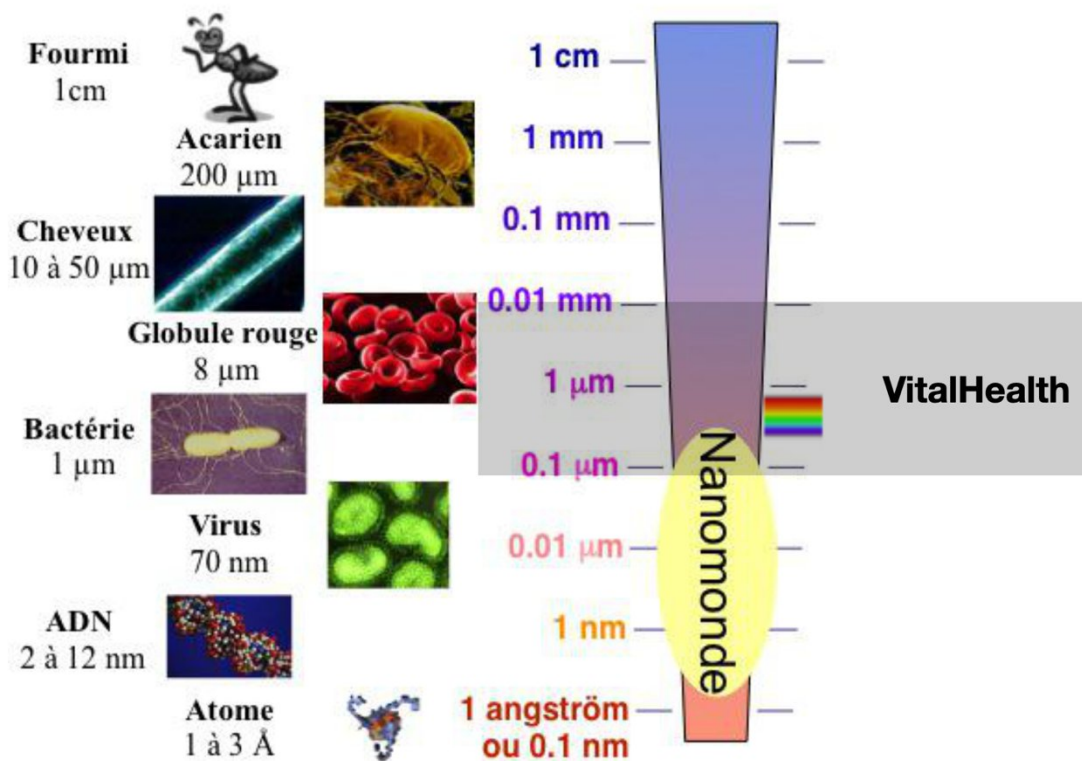 Fourmi
1cm
Acarien
200 µm
Cheveux
10 à 50 µm
Globule rouge
8 µm
Bactérie
1 µm
Virus
70 nm
ADN
2 à 12 nm
Atome
1 à 3 Å
1 cm
1 mm
0.1 mm
0.01 mm
1 µm
0.1 µm
0.01 µm
1 nm
1 angström
ou 0.1 nm
Nanomonde
VitalHealth